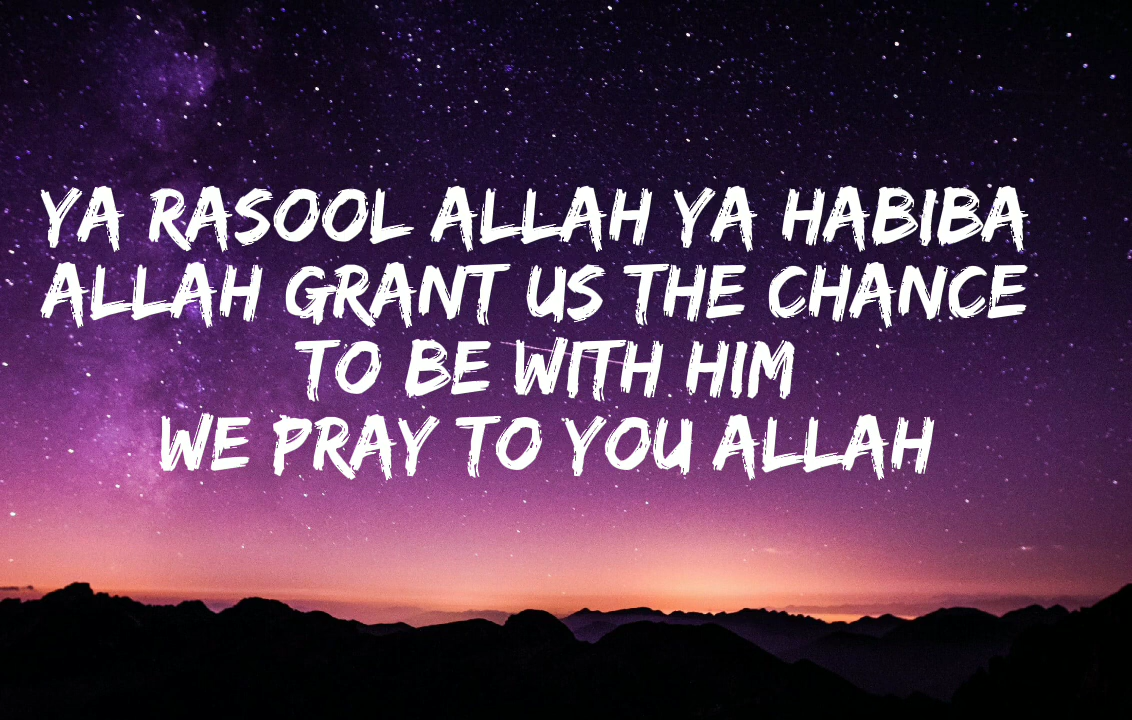 YA RASOOL ALLAH YA HABIBA
ALLAH GRANT US THE CHANCE
TO BE WITH HIM
WE PRAY TO YOU ALLAH